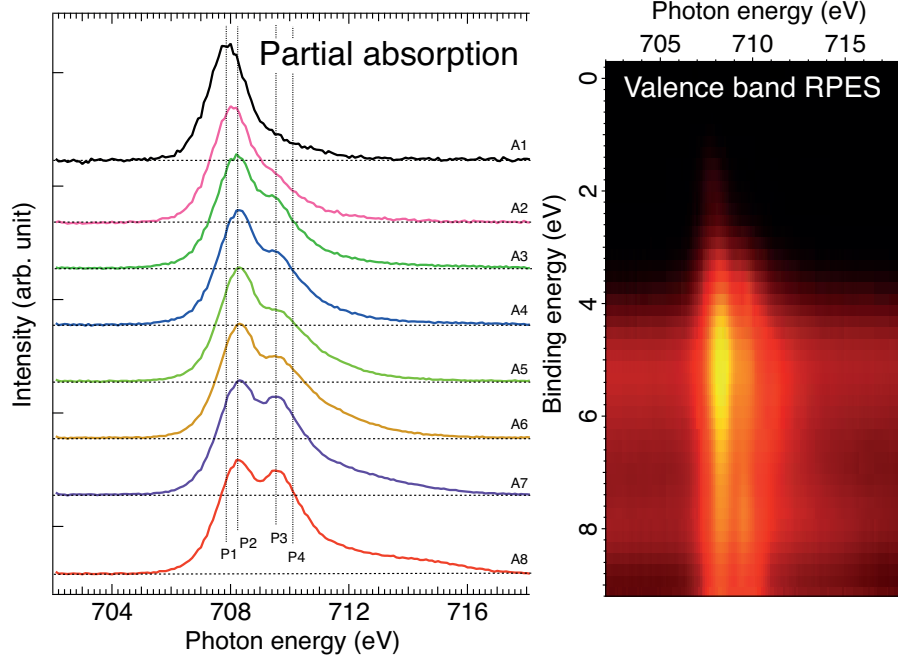 Partial absorption
A1
A2
A3
A4
A5
A6
A7
A8
P1
P2
P3
P4
Intensity (arb. unit)
704
708
712
716
Photon energy (eV)
Photon energy (eV)
705
710
715
Valence band RPES
0
2
4
6
8
Binding energy (eV)